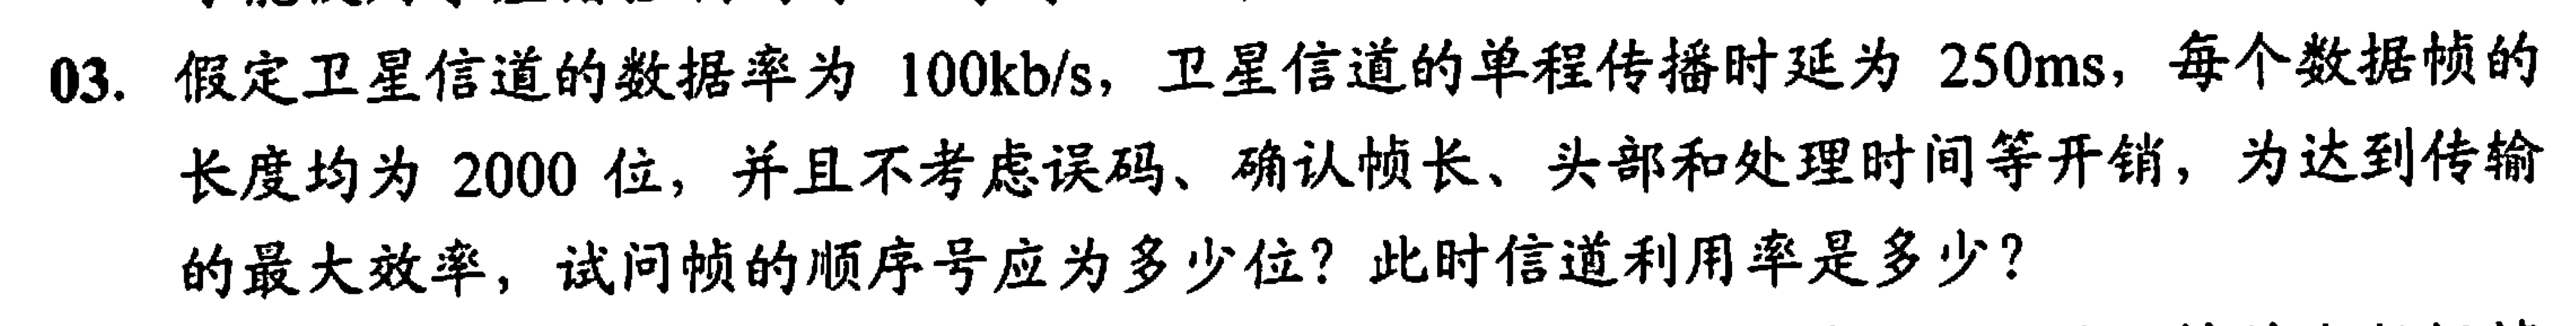 03. 假定卫星信道的数据率为 100kb/s，卫星信道的单程传播时延为 250ms，每个数据帧的
长度均为 2000 位，并且不考虑误码、确认帧长、头部和处理时间等开销，为达到传输
的最大效率，试问帧的顺序号应为多少位？此时信道利用率是多少？